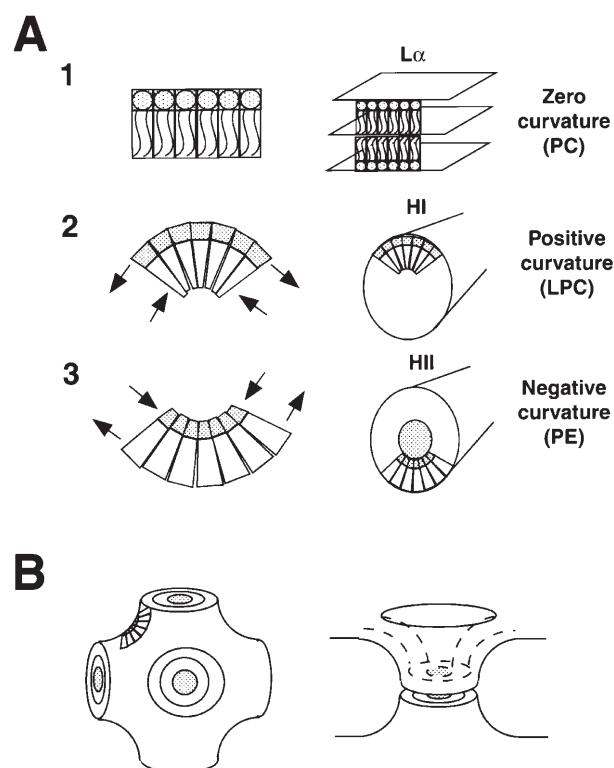 A
1
Lα
Zero
curvature
(PC)
2
HI
Positive
curvature
(LPC)
3
HII
Negative
curvature
(PE)
B